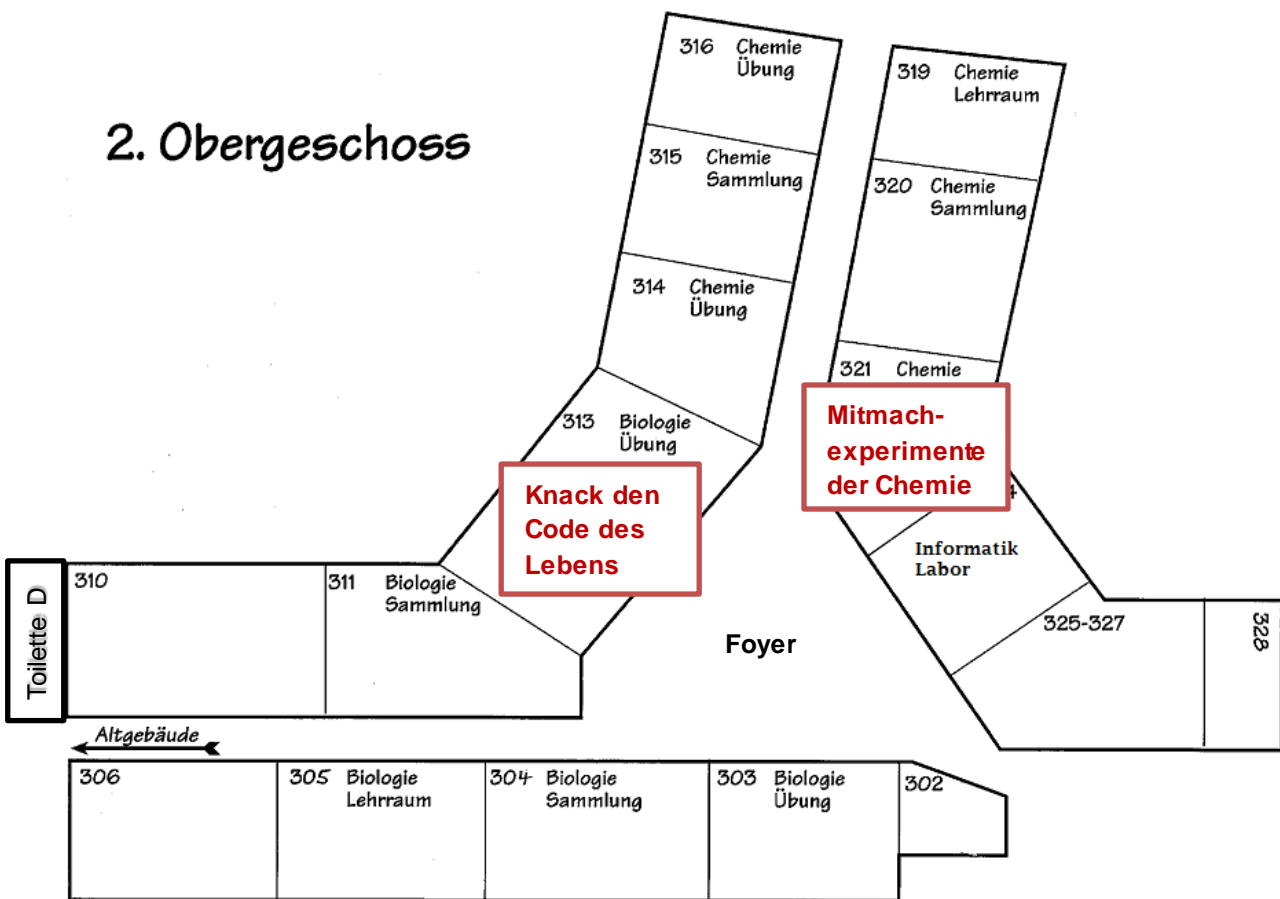 2. Obergeschoss
316 Chemie
Übung
319 Chemie
Lehrraum
315 Chemie
Sammlung
320 Chemie
Sammlung
314 Chemie
Übung
321 Chemie
313 Biologie
Übung
Mitmach-
experimente
der Chemie
Knack den
Code des
Lebens
4
Informatik
Labor
Toilette D
310
311 Biologie
Sammlung
Foyer
325-327
328
Altgebäude
306
305 Biologie
Lehrraum
304 Biologie
Sammlung
303 Biologie
Übung
302